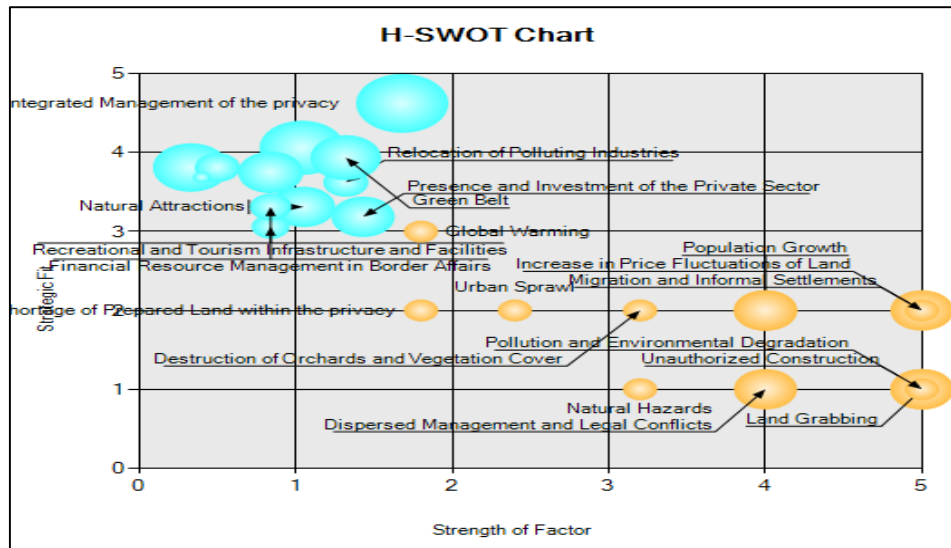 H-SWOT Chart
5
ntegrated Management of the privacy
4
Relocation of Polluting Industries
Presence and Investment of the Private Sector
Natural Attractions
Green Belt
3
Global Warming
Recreational and Tourism Infrastructure and Facilities
Population Growth
Financial Resource Management in Border Affairs
Increase in Price Fluctuations of Land
Urban Sprawl
Migration and Informal Settlements
Strategic Fi
hortage of Prepared Land within the privacy
2
Pollution and Environmental Degradation
Destruction of Orchards and Vegetation Cover
Unauthorized Construction
1
Natural Hazards
Dispersed Management and Legal Conflicts
Land Grabbing
0
0 1 2 3 4 5
Strength of Factor